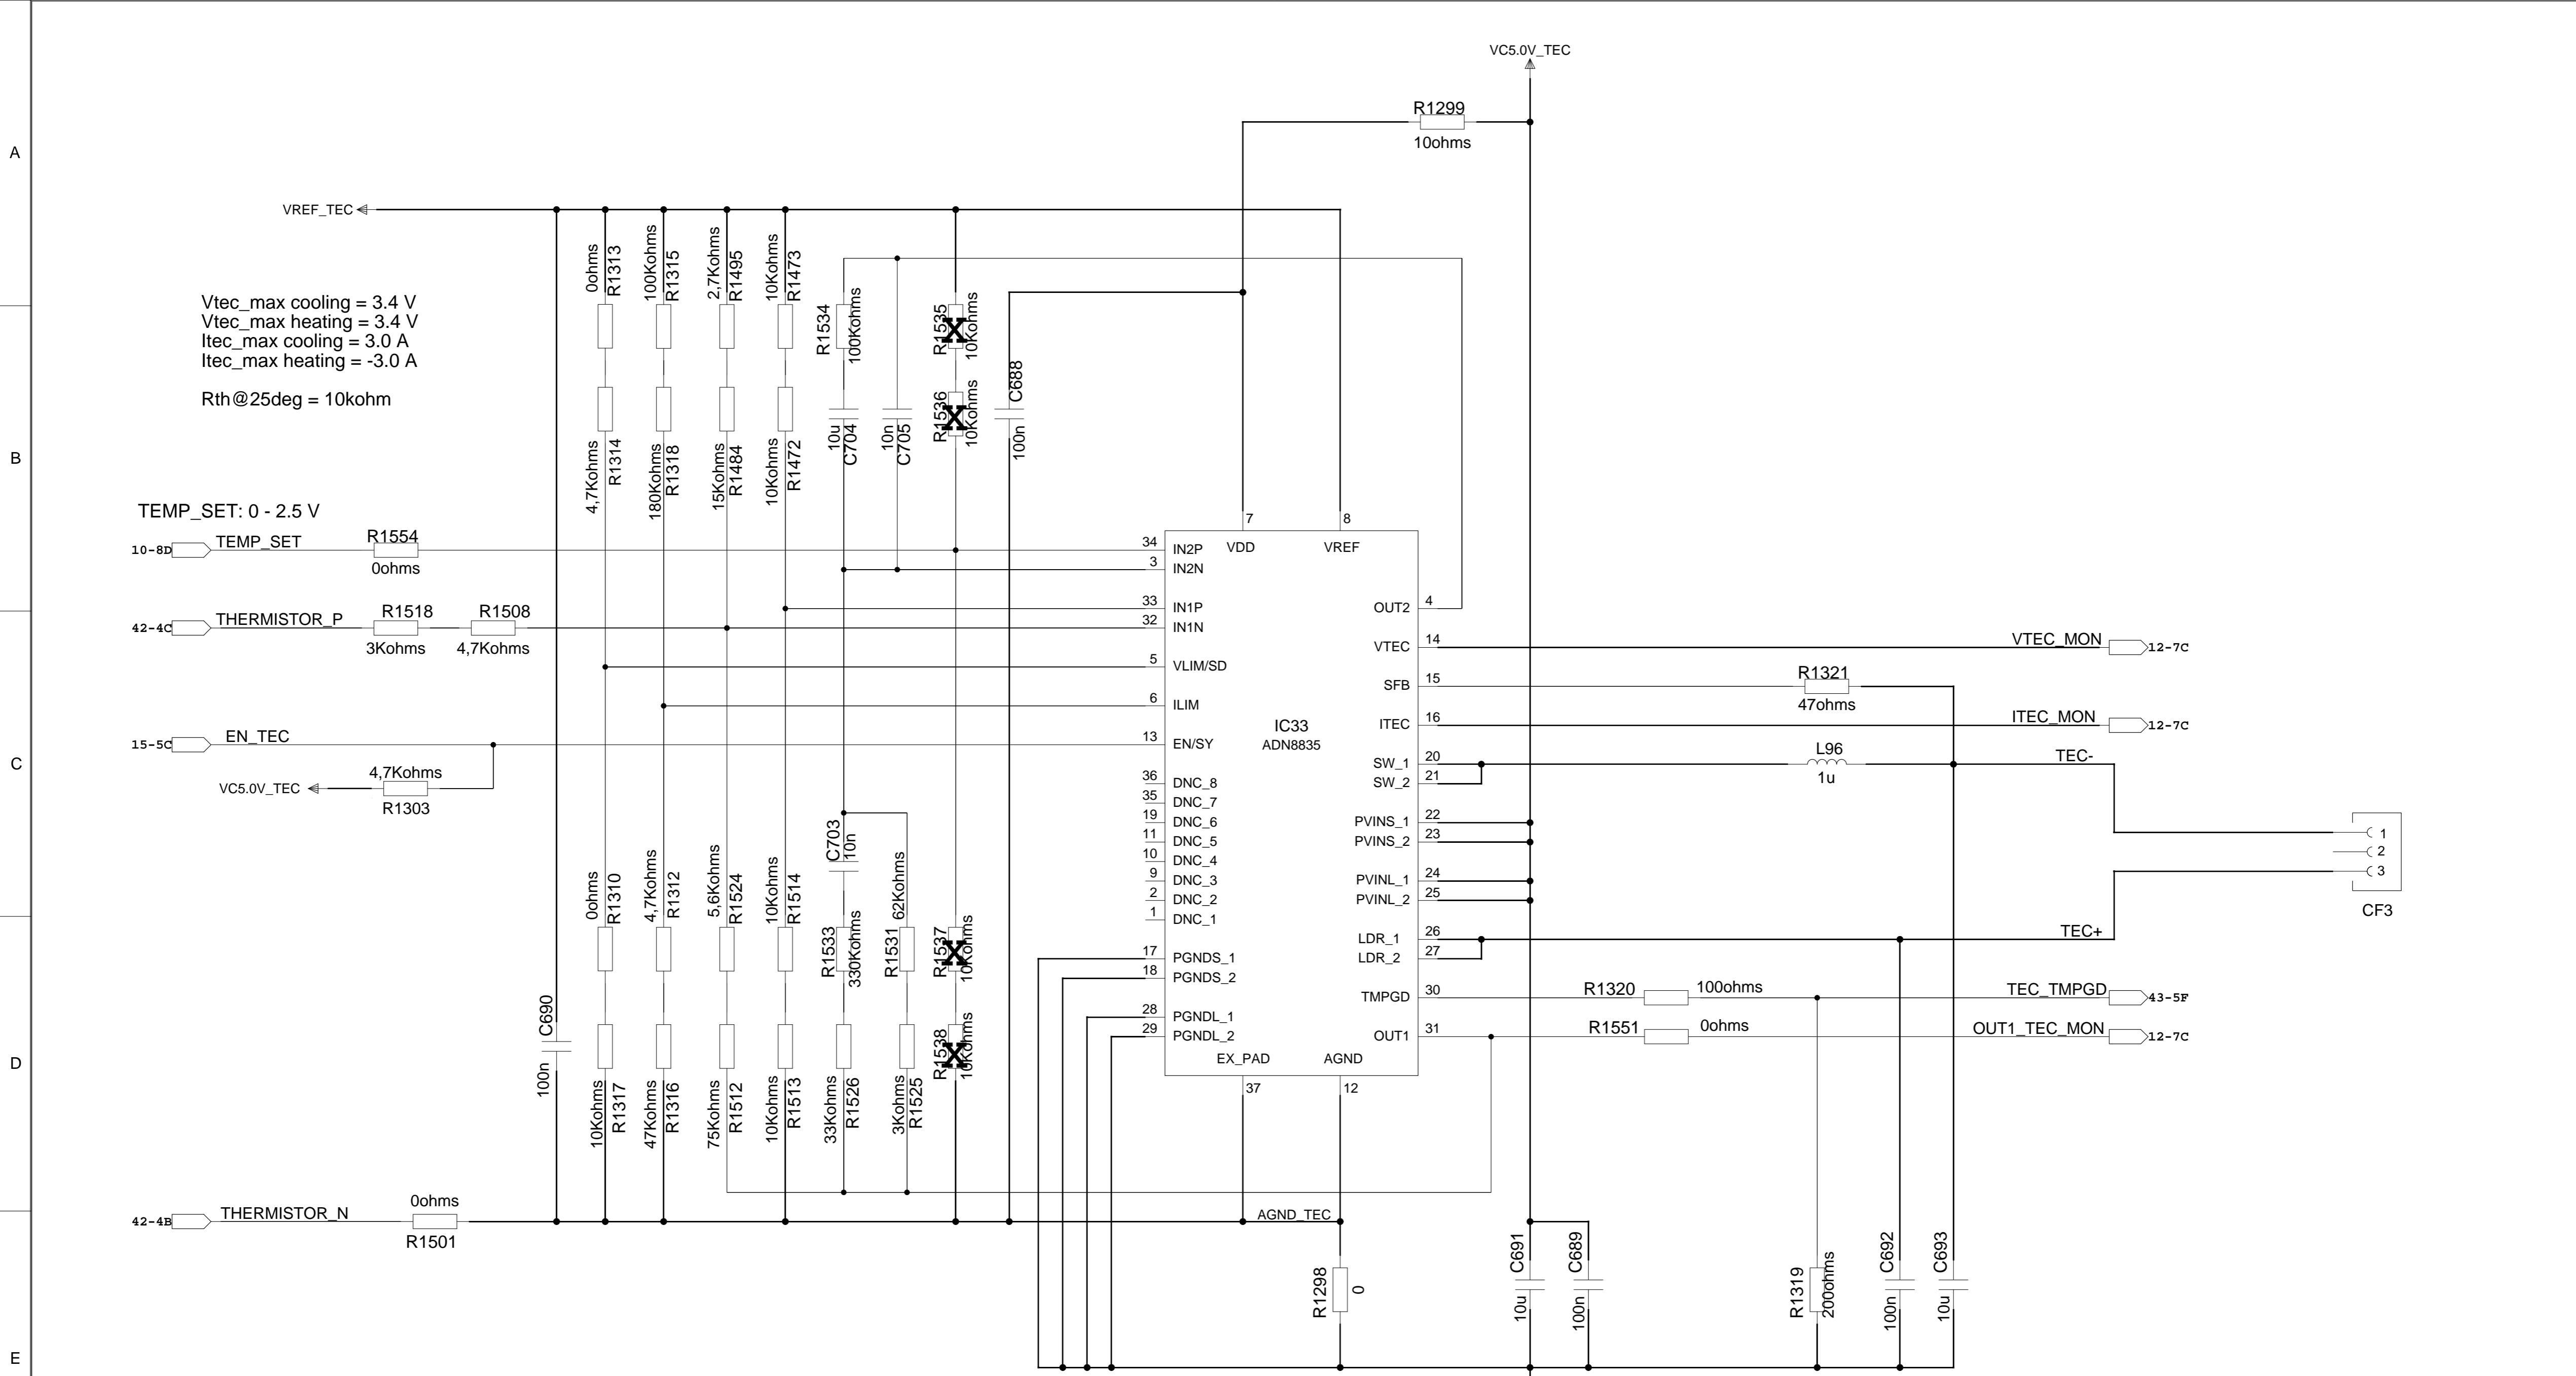 VC5.0V_TEC
R1299
10ohms
A
VREF_TEC
0ohms
R1313
100Kohms
R1315
2,7Kohms
R1495
10Kohms
R1473
R1534
100Kohms
R1535
X
10Kohms
Vtec_max cooling = 3.4 V
Vtec_max heating = 3.4 V
Itec_max cooling = 3.0 A
Itec_max heating = -3.0 A
Rth@25deg = 10kohm
4,7Kohms
R1314
180Kohms
R1318
15Kohms
R1484
10Kohms
R1472
10u
C704
10n
C705
R1536
X
10Kohms
C688
100n
B
TEMP_SET: 0 - 2.5 V
10-8D
TEMP_SET
R1554
0ohms
42-4C
THERMISTOR_P
R1518
3Kohms
R1508
4,7Kohms
15-5C
EN_TEC
VC5.0V_TEC
4,7Kohms
R1303
C
7
VDD
8
VREF
34 IN2P
3 IN2N
33 IN1P
32 IN1N
5 VLIM/SD
6 ILIM
13 EN/SY
36 DNC_8
35 DNC_7
19 DNC_6
11 DNC_5
10 DNC_4
9 DNC_3
2 DNC_2
1 DNC_1
17 PGNDS_1
18 PGNDS_2
28 PGNDL_1
29 PGNDL_2
IC33
ADN8835
OUT2 4
VTEC 14
SFB 15
ITEC 16
SW_1 20
SW_2 21
PVINS_1 22
PVINS_2 23
PVINL_1 24
PVINL_2 25
LDR_1 26
LDR_2 27
TMPGD 30
OUT1 31
EX_PAD
37
AGND
12
VTEC_MON
12-7C
R1321
47ohms
ITEC_MON
12-7C
L96
1u
TEC-
1
2
3
CF3
TEC+
R1320
100ohms
TEC_TMPGD
43-5F
R1551
0ohms
OUT1_TEC_MON
12-7C
0ohms
R1310
4,7Kohms
R1312
5,6Kohms
R1524
10Kohms
R1514
C703
10n
R1533
330Kohms
62Kohms
R1531
R1537
X
10Kohms
D
C690
100n
10Kohms
R1317
47Kohms
R1316
75Kohms
R1512
10Kohms
R1513
33Kohms
R1526
3Kohms
R1525
R1538
X
10Kohms
42-4B
THERMISTOR_N
0ohms
R1501
AGND_TEC
R1298
0
C691
10u
C689
100n
R1319
200ohms
C692
100n
C693
10u
E